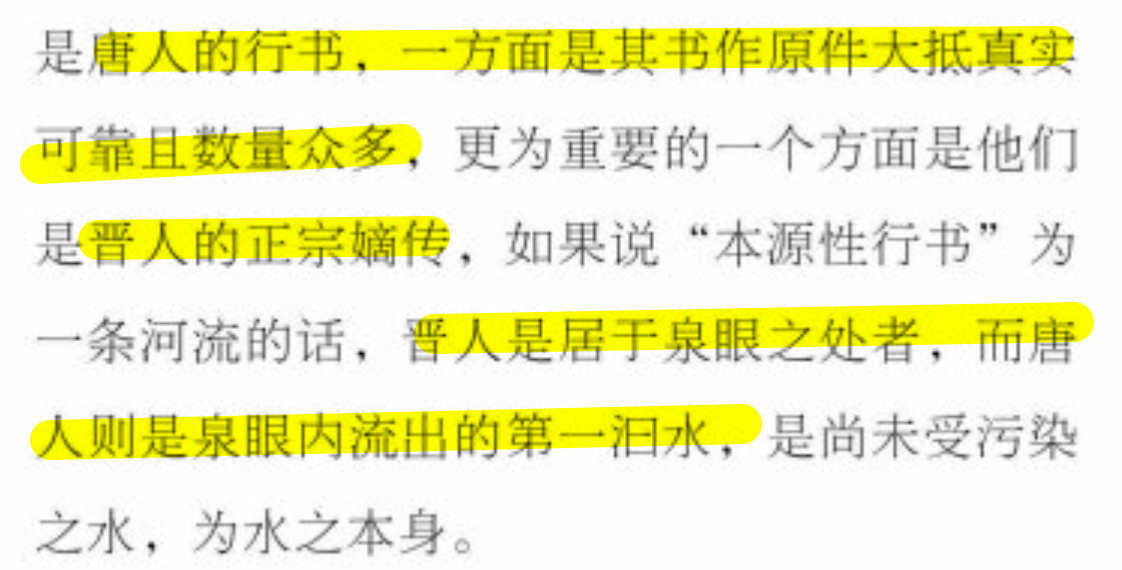 是唐人的行书，一方面是其书作原件大抵真实
可靠且数量众多，更为重要的一个方面是他们
是晋人的正宗嫡传，如果说“本源性行书”为
一条河流的话，晋人是居于泉眼之处者，而唐
人则是泉眼内流出的第一汩水，是尚未受污染
之水，为水之本身。